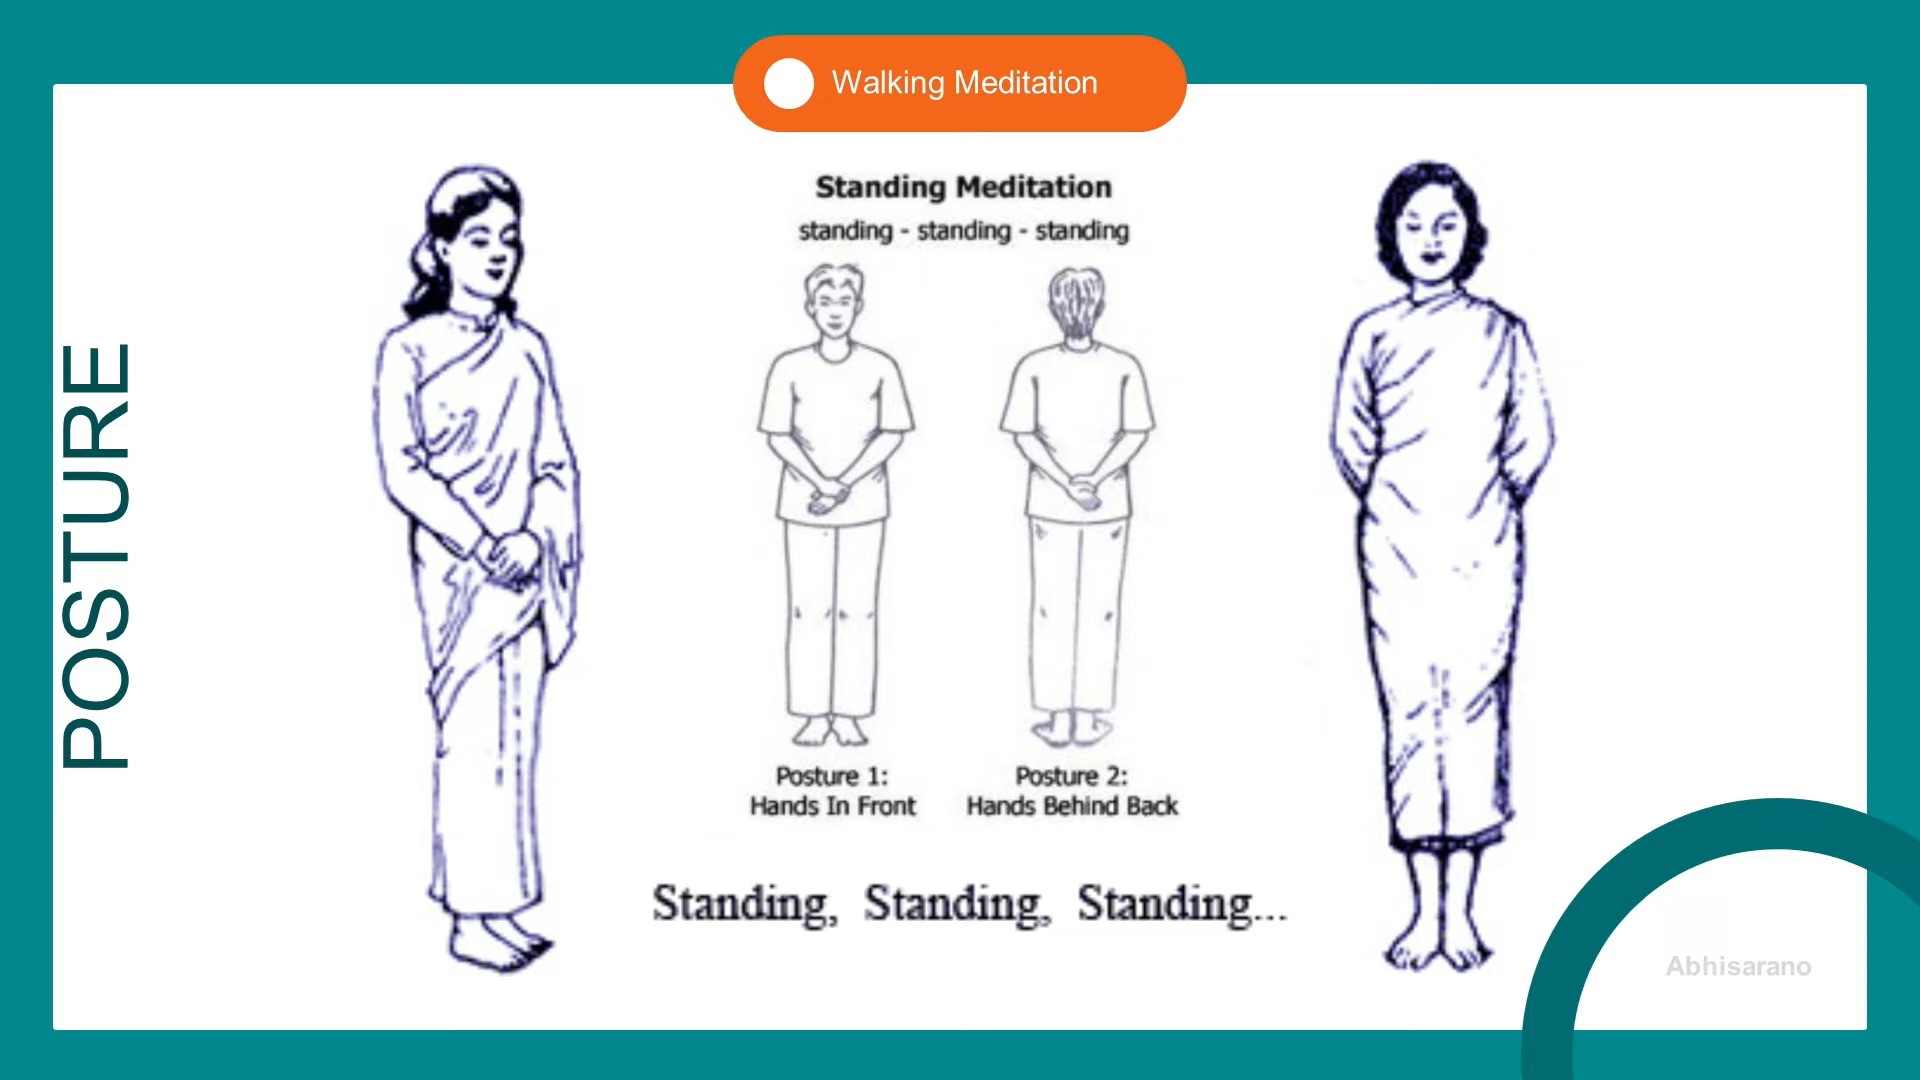 Walking Meditation
POSTURE
Standing Meditation
standing - standing - standing
Posture 1:
Hands In Front
Posture 2:
Hands Behind Back
Standing, Standing, Standing...
Abhisarano